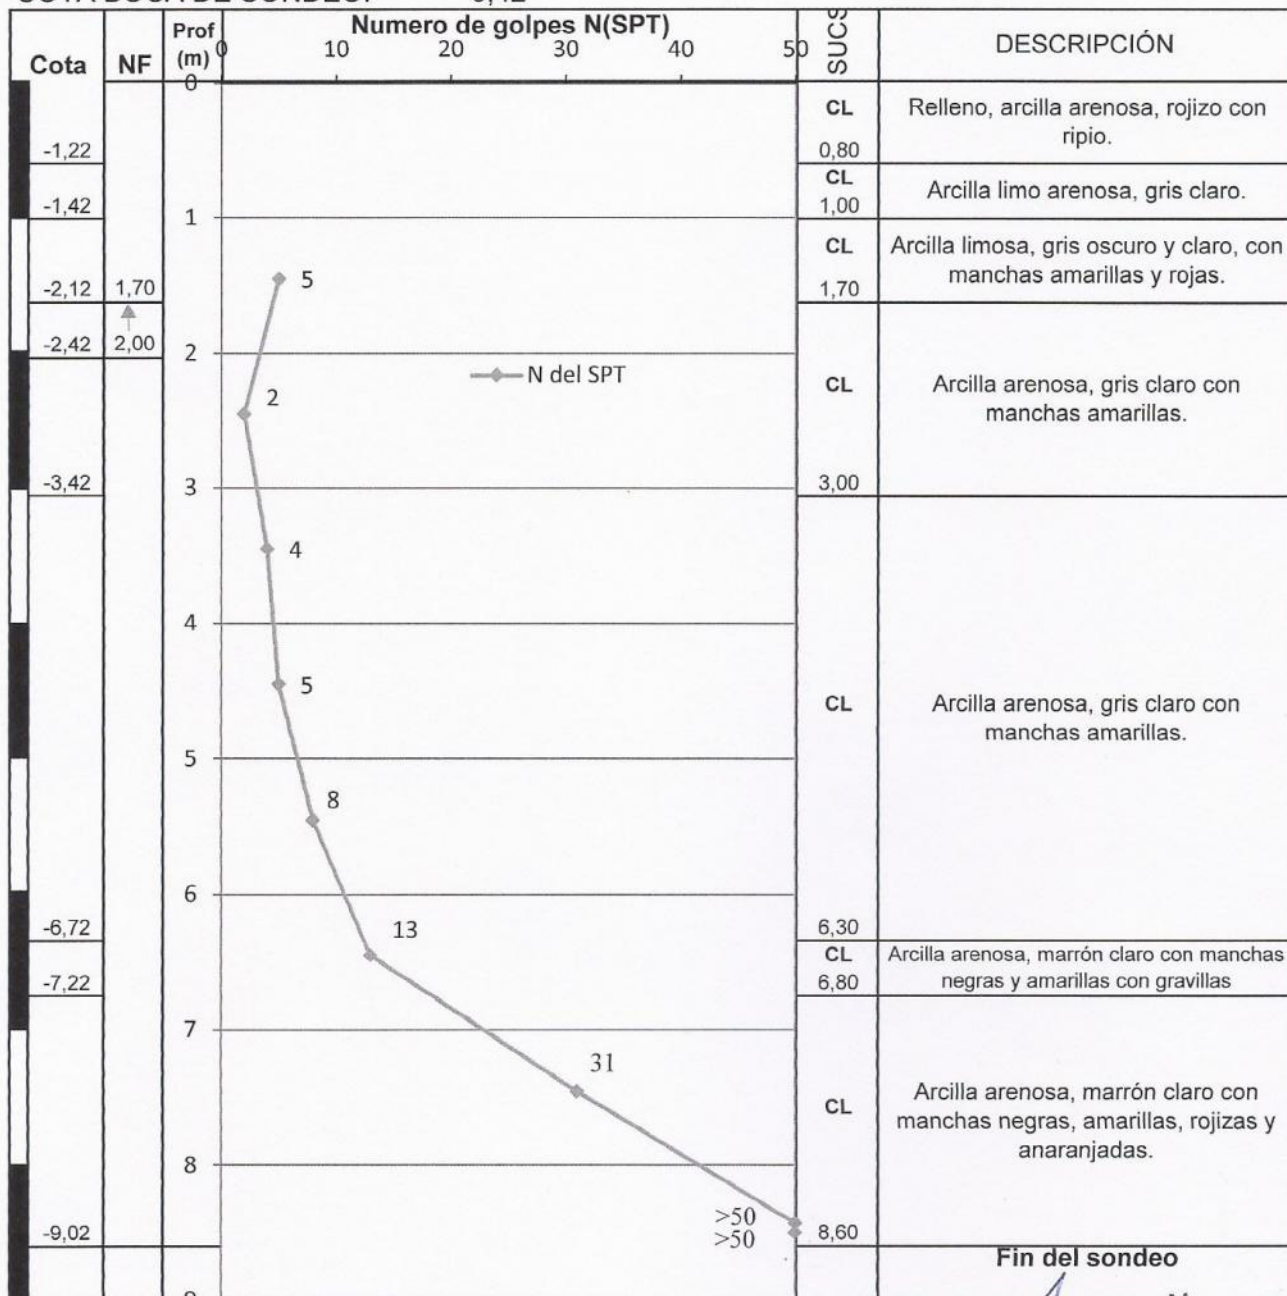 Numero de golpes N(SPT)
Cota NF Prof (m) SUCS DESCRIPCIÓN
0 10 20 30 40 50
0
CL Relleno, arcilla arenosa, rojizo con
ripio.
-1,22 0,80
CL Arcilla limo arenosa, gris claro.
-1,42 1 1,00
CL Arcilla limosa, gris oscuro y claro, con
manchas amarillas y rojas.
5
-2,12 1,70 1,70
-2,42 2,00 2
N del SPT
CL Arcilla arenosa, gris claro con
manchas amarillas.
2
-3,42 3 3,00
4
4
5
CL Arcilla arenosa, gris claro con
manchas amarillas.
5
8
6
13
-6,72 6,30
CL Arcilla arenosa, marrón claro con manchas
negras y amarillas con gravillas
-7,22 6,80
7
31
CL Arcilla arenosa, marrón claro con
manchas negras, amarillas, rojizas y
anaranjadas.
8
>50
>50
-9,02 8,60
Fin del sondeo